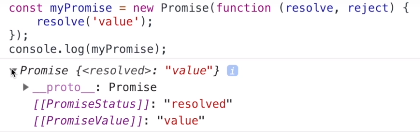 const myPromise = new Promise(function (resolve, reject) {
    resolve('value');
});
console.log(myPromise);
Promise {<resolved>: "value"} i
__proto__: Promise
[[PromiseStatus]]: "resolved"
[[PromiseValue]]: "value"